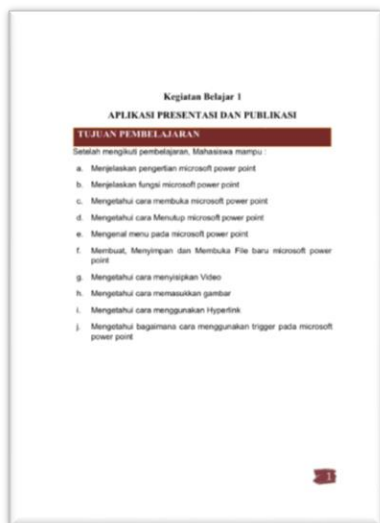 Kegiatan Belajar 1
APLIKASI PRESENTASI DAN PUBLIKASI
TUJUAN PEMBELAJARAN
Setelah mengikuti pembelajaran, Mahasiswa mampu :
a. Menjelaskan pengertian microsoft power point
b. Menjelaskan fungsi microsoft power point
c. Mengetahui cara membuka microsoft power point
d. Mengetahui cara Menutup microsoft power point
e. Mengenal menu pada microsoft power point
f. Membuat, Menyimpan dan Membuka File baru microsoft power
point
g. Mengetahui cara menyisipkan Video
h. Mengetahui cara memasukkan gambar
i. Mengetahui cara menggunakan Hyperlink
j. Mengetahui bagaimana cara menggunakan trigger pada microsoft
power point
1